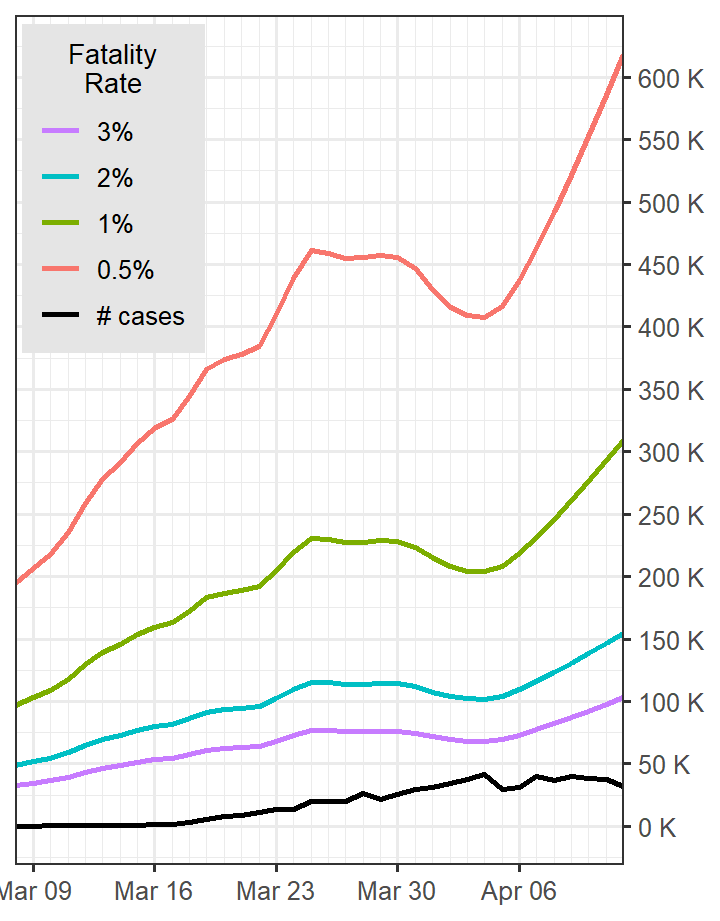 Fatality
Rate
3%
2%
1%
0.5%
# cases
600 K
550 K
500 K
450 K
400 K
350 K
300 K
250 K
200 K
150 K
100 K
50 K
0 K
Mar 09 Mar 16 Mar 23 Mar 30 Apr 06